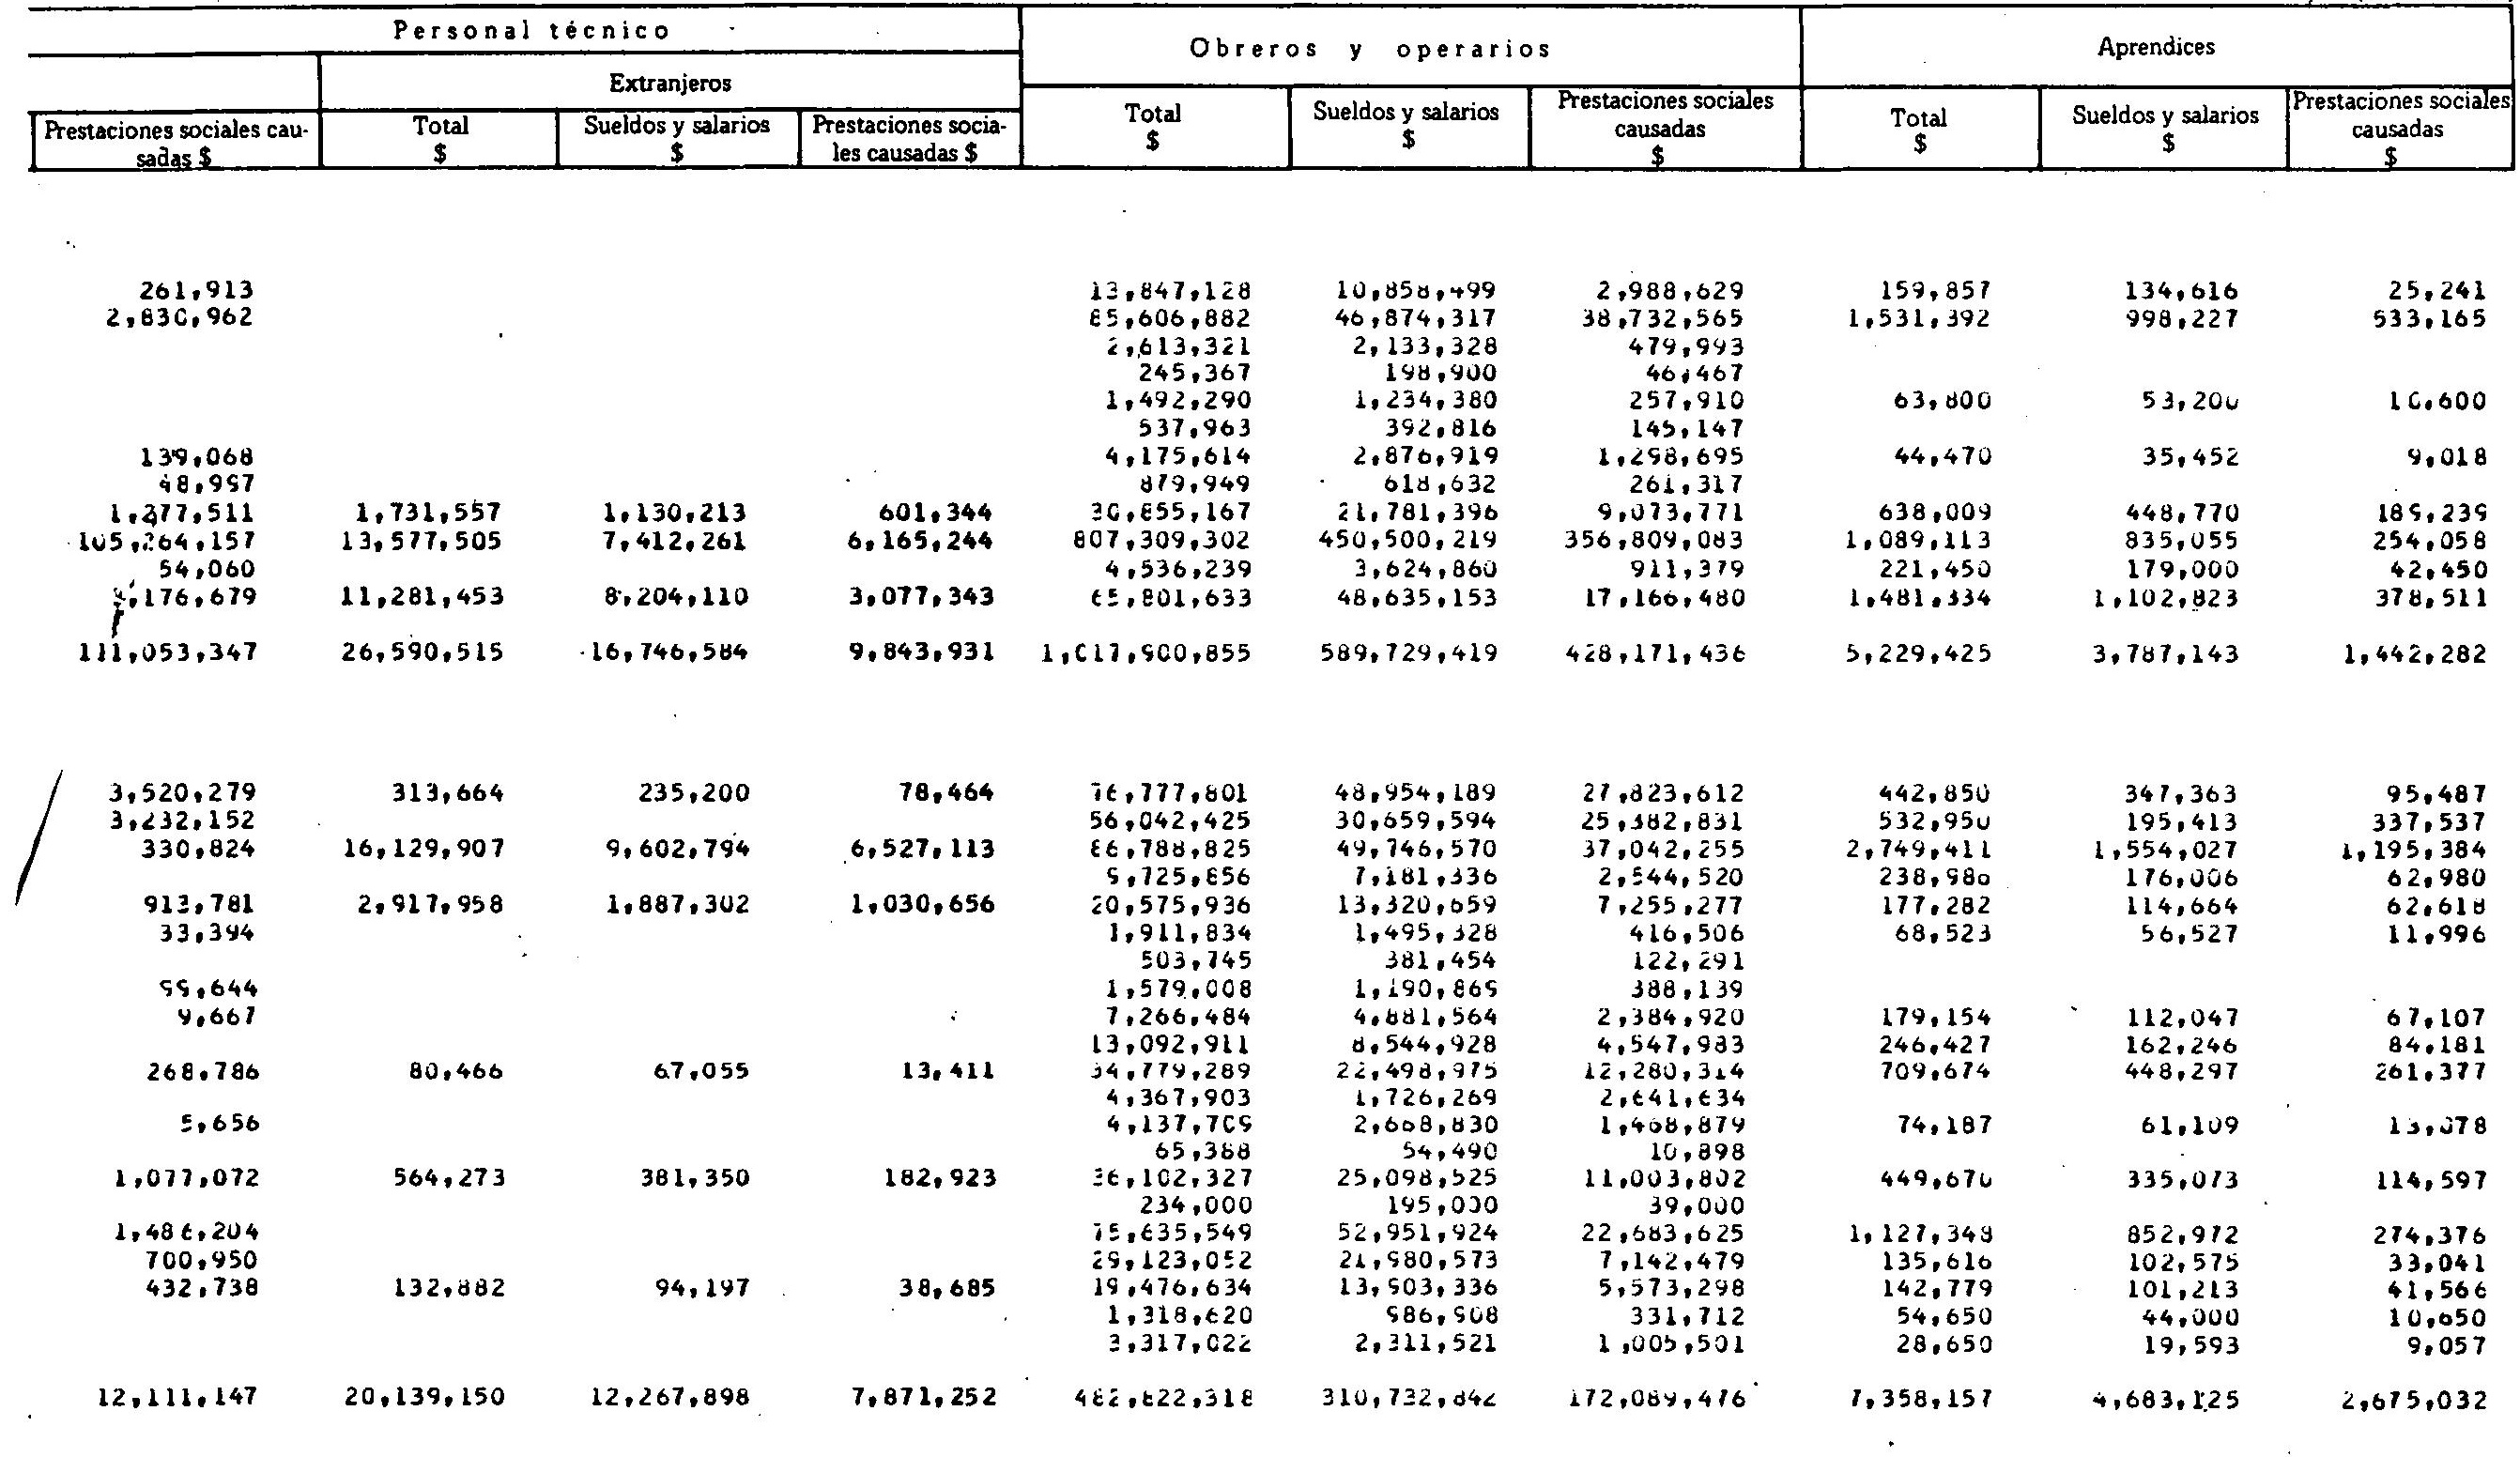 Personal técnico Obreros y operarios Aprendices
Extranjeros
Prestaciones sociales cau-sadas $ Total $ Sueldos y salarios $ Prestaciones socia-les causadas $ Total $ Sueldos y salarios $ Prestaciones sociales causadas $ Total $ Sueldos y salarios $ Prestaciones sociales causadas $
261,913 13,847,128 10,858,499 2,988,629 159,857 134,616 25,241
2,830,962 85,606,882 46,874,317 38,732,565 1,531,392 998,227 533,165
2,613,321 2,133,328 479,993
245,367 198,900 46,467
1,492,290 1,234,380 257,910 63,800 53,200 10,600
537,963 392,816 145,147
139,068 4,175,614 2,876,919 1,298,695 44,470 35,452 9,018
48,997 879,949 618,632 261,317
1,277,511 1,731,557 1,130,213 601,344 30,855,167 21,781,396 9,073,771 638,009 448,770 189,239
105,264,157 13,577,505 7,412,261 6,165,244 807,309,302 450,500,219 356,809,083 1,089,113 835,055 254,058
54,060 4,536,239 3,624,860 911,379 221,450 179,000 42,450
176,679 11,281,453 8,204,110 3,077,343 65,801,633 48,635,153 17,166,480 1,481,334 1,102,823 378,511
111,053,347 26,590,515 16,746,584 9,843,931 1,017,900,855 589,729,419 428,171,436 5,229,425 3,787,143 1,442,282
3,520,279 313,664 235,200 78,464 76,777,801 48,954,189 27,823,612 442,850 347,363 95,487
3,232,152 56,042,425 30,659,594 25,382,831 532,950 195,413 337,537
330,824 16,129,907 9,602,794 6,527,113 86,788,825 49,746,570 37,042,255 2,749,411 1,554,027 1,195,384
9,725,856 7,181,336 2,544,520 238,986 176,006 62,980
913,781 2,917,958 1,887,302 1,030,656 20,575,936 13,320,659 7,255,277 177,282 114,664 62,618
33,394 1,911,834 1,495,328 416,506 68,523 56,527 11,996
503,745 381,454 122,291
99,644 1,579,008 1,190,869 388,139
9,667 7,266,484 4,881,564 2,384,920 179,154 112,047 67,107
13,092,911 8,544,928 4,547,983 246,427 162,246 84,181
268,786 80,466 67,055 13,411 34,779,289 22,498,975 12,280,314 709,674 448,297 261,377
4,367,903 1,726,269 2,641,634
5,656 4,137,709 2,668,830 1,468,879 74,187 61,109 13,078
65,388 54,490 10,898
1,077,072 564,273 381,350 182,923 36,102,327 25,098,525 11,003,802 449,670 335,073 114,597
234,000 195,000 39,000
1,486,204 75,635,549 52,951,924 22,683,625 1,127,348 852,972 274,376
700,950 29,123,052 21,980,573 7,142,479 135,616 102,575 33,041
432,738 132,882 94,197 38,685 19,476,634 13,903,336 5,573,298 142,779 101,213 41,566
1,318,620 986,908 331,712 54,650 44,000 10,650
3,317,022 2,311,521 1,005,501 28,650 19,593 9,057
12,111,147 20,139,150 12,267,898 7,871,252 482,822,318 310,732,842 172,089,476 7,358,157 4,683,125 2,675,032